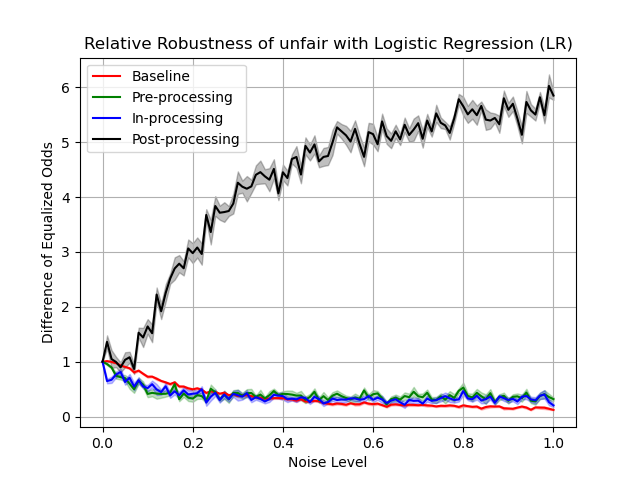 Relative Robustness of unfair with Logistic Regression (LR)
Baseline
Pre-processing
In-processing
Post-processing
Difference of Equalized Odds
6
5
4
3
2
1
0
0.0 0.2 0.4 0.6 0.8 1.0
Noise Level